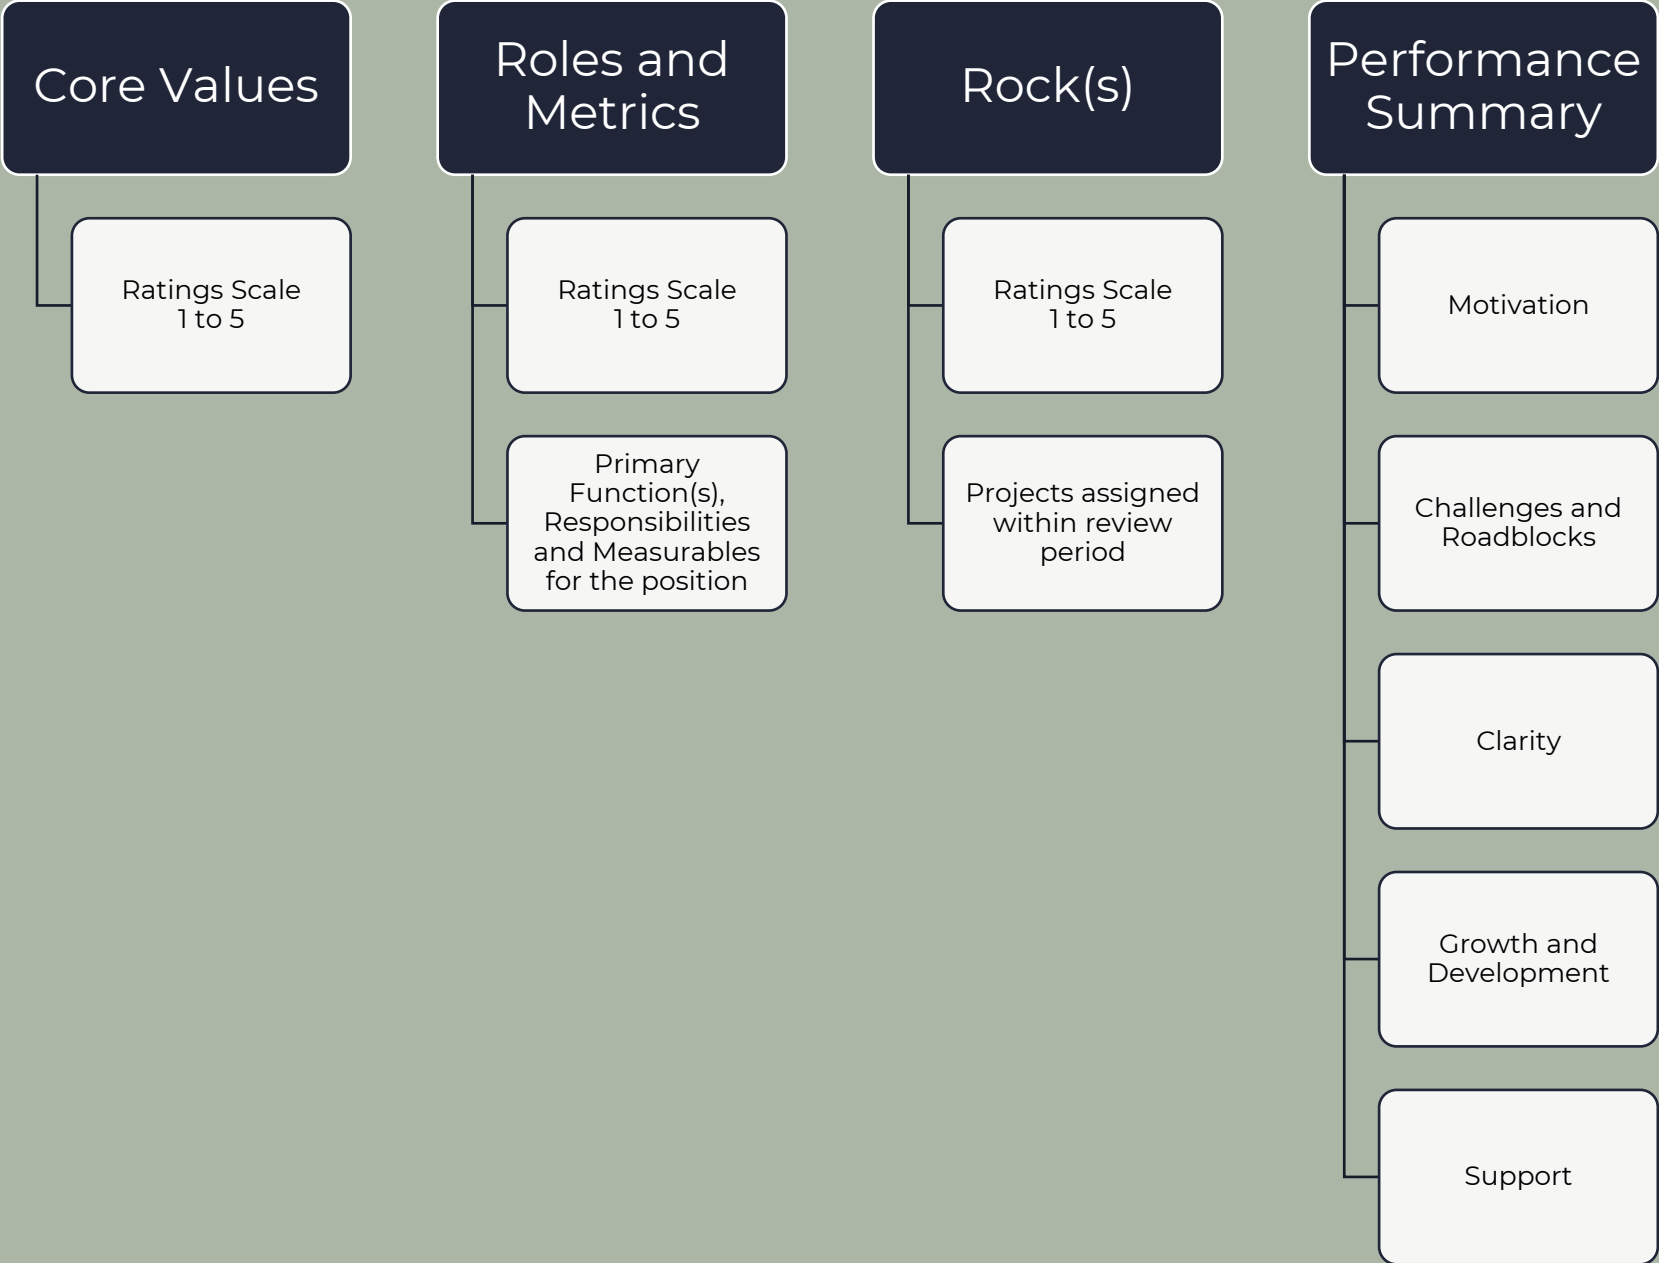 Core Values
Ratings Scale
1 to 5
Roles and
Metrics
Ratings Scale
1 to 5
Primary
Function(s),
Responsibilities
and Measurables
for the position
Rock(s)
Ratings Scale
1 to 5
Projects assigned
within review
period
Performance
Summary
Motivation
Challenges and
Roadblocks
Clarity
Growth and
Development
Support